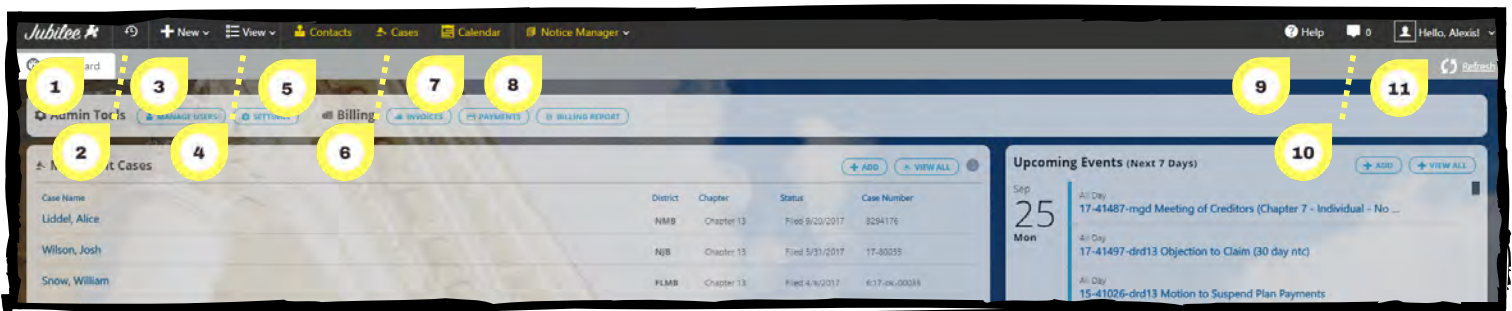 Jubilee New View Contacts Cases Calendar Notice Manager Help 0 Hello, Alexis!
ard Refresh
1 3 5 7 8 9 11
Admin Tools MANAGE USERS SETTINGS Billing INVOICES PAYMENTS BILLING REPORT
2 4 6 10
t Cases + ADD VIEW ALL Upcoming Events (Next 7 Days) + ADD + VIEW ALL
Case Name District Chapter Status Case Number
Liddel, Alice NMB Chapter 13 Filed 9/20/2017 8294176
Wilson, Josh NJB Chapter 13 Filed 5/31/2017 17-80035
Snow, William FLMB Chapter 13 Filed 4/6/2017
Sep
25
Mon
All Day
17-41487-mgd Meeting of Creditors (Chapter 7 - Individual - No ...
All Day
17-41497-drd13 Objection to Claim (30 day ntc)
All Day
15-41026-drd13 Motion to Suspend Plan Payments